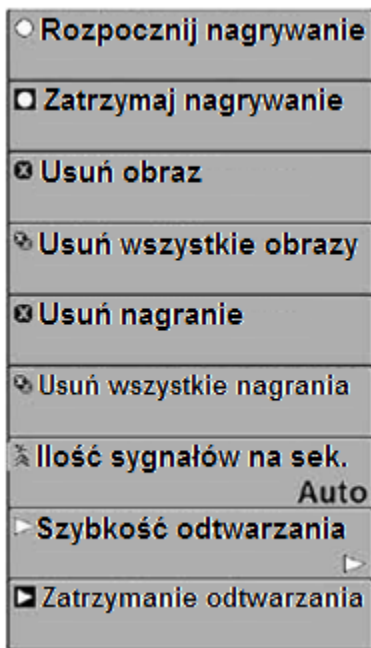 Rozpocznij nagrywanie
Zatrzymaj nagrywanie
Usuń obraz
Usuń wszystkie obrazy
Usuń nagranie
Usuń wszystkie nagrania
Ilość sygnałów na sek.
Auto
Szybkość odtwarzania
Zatrzymanie odtwarzania